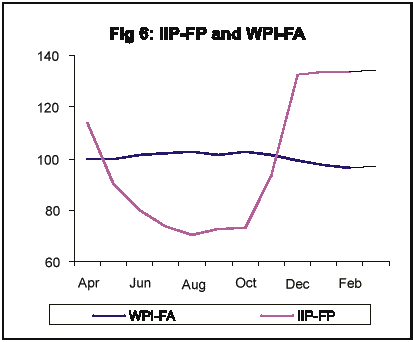 Fig 6: IIP-FP and WPI-FA
140
120
100
80
60
Apr Jun Aug Oct Dec Feb
WPI-FA IIP-FP